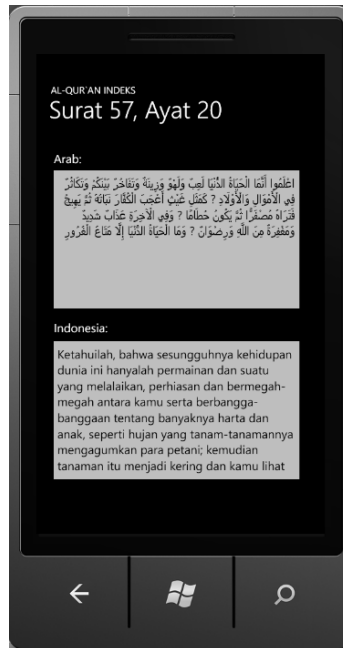 AL-QUR'AN INDEKS
Surat 57, Ayat 20
Arab:
اعْلَمُوا أَنَّمَا الْحَيَاةُ الدُّنْيَا لَعِبٌ وَلَهْوٌ وَزِينَةٌ وَتَفَاخُرٌ بَيْنَكُمْ وَتَكَاثُرٌ
فِي الْأَمْوَالِ وَالْأَوْلَادِ ? كَمَثَلِ غَيْثٍ أَعْجَبَ الْكُفَّارَ نَبَاتُهُ ثُمَّ يَهِيجُ
فَتَرَاهُ مُصْفَرًّا ثُمَّ يَكُونُ حُطَامًا ? وَفِي الْآخِرَةِ عَذَابٌ شَدِيدٌ
وَمَغْفِرَةٌ مِنَ اللَّهِ وَرِضْوَانٌ ? وَمَا الْحَيَاةُ الدُّنْيَا إِلَّا مَتَاعُ الْغُرُورِ
Indonesia:
Ketahuilah, bahwa sesungguhnya kehidupan
dunia ini hanyalah permainan dan suatu
yang melalaikan, perhiasan dan bermegah-
megah antara kamu serta berbangga-
banggaan tentang banyaknya harta dan
anak, seperti hujan yang tanam-tanamannya
mengagumkan para petani; kemudian
tanaman itu menjadi kering dan kamu lihat